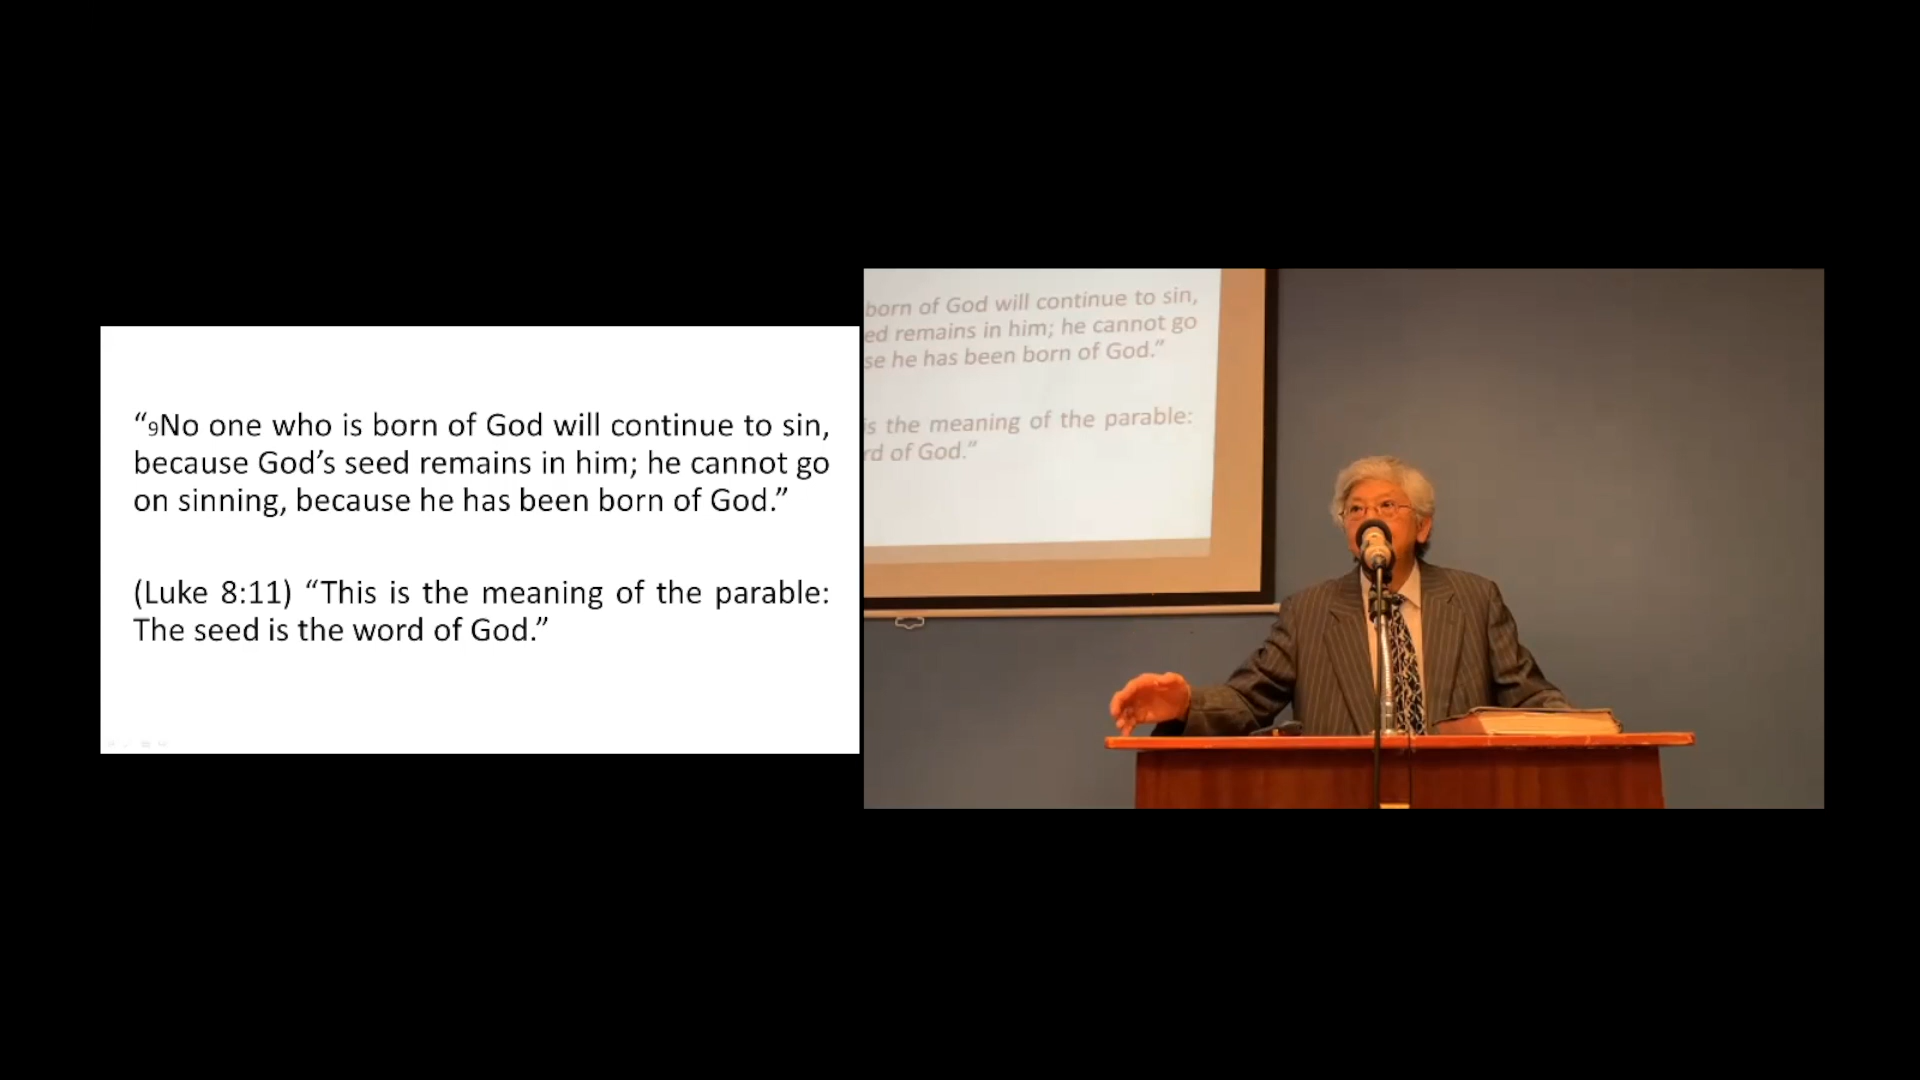 “9No one who is born of God will continue to sin,
because God’s seed remains in him; he cannot go
on sinning, because he has been born of God.”
(Luke 8:11) “This is the meaning of the parable:
The seed is the word of God.”
born of God will continue to sin,
ed remains in him; he cannot go
se he has been born of God.”
is the meaning of the parable:
rd of God.”